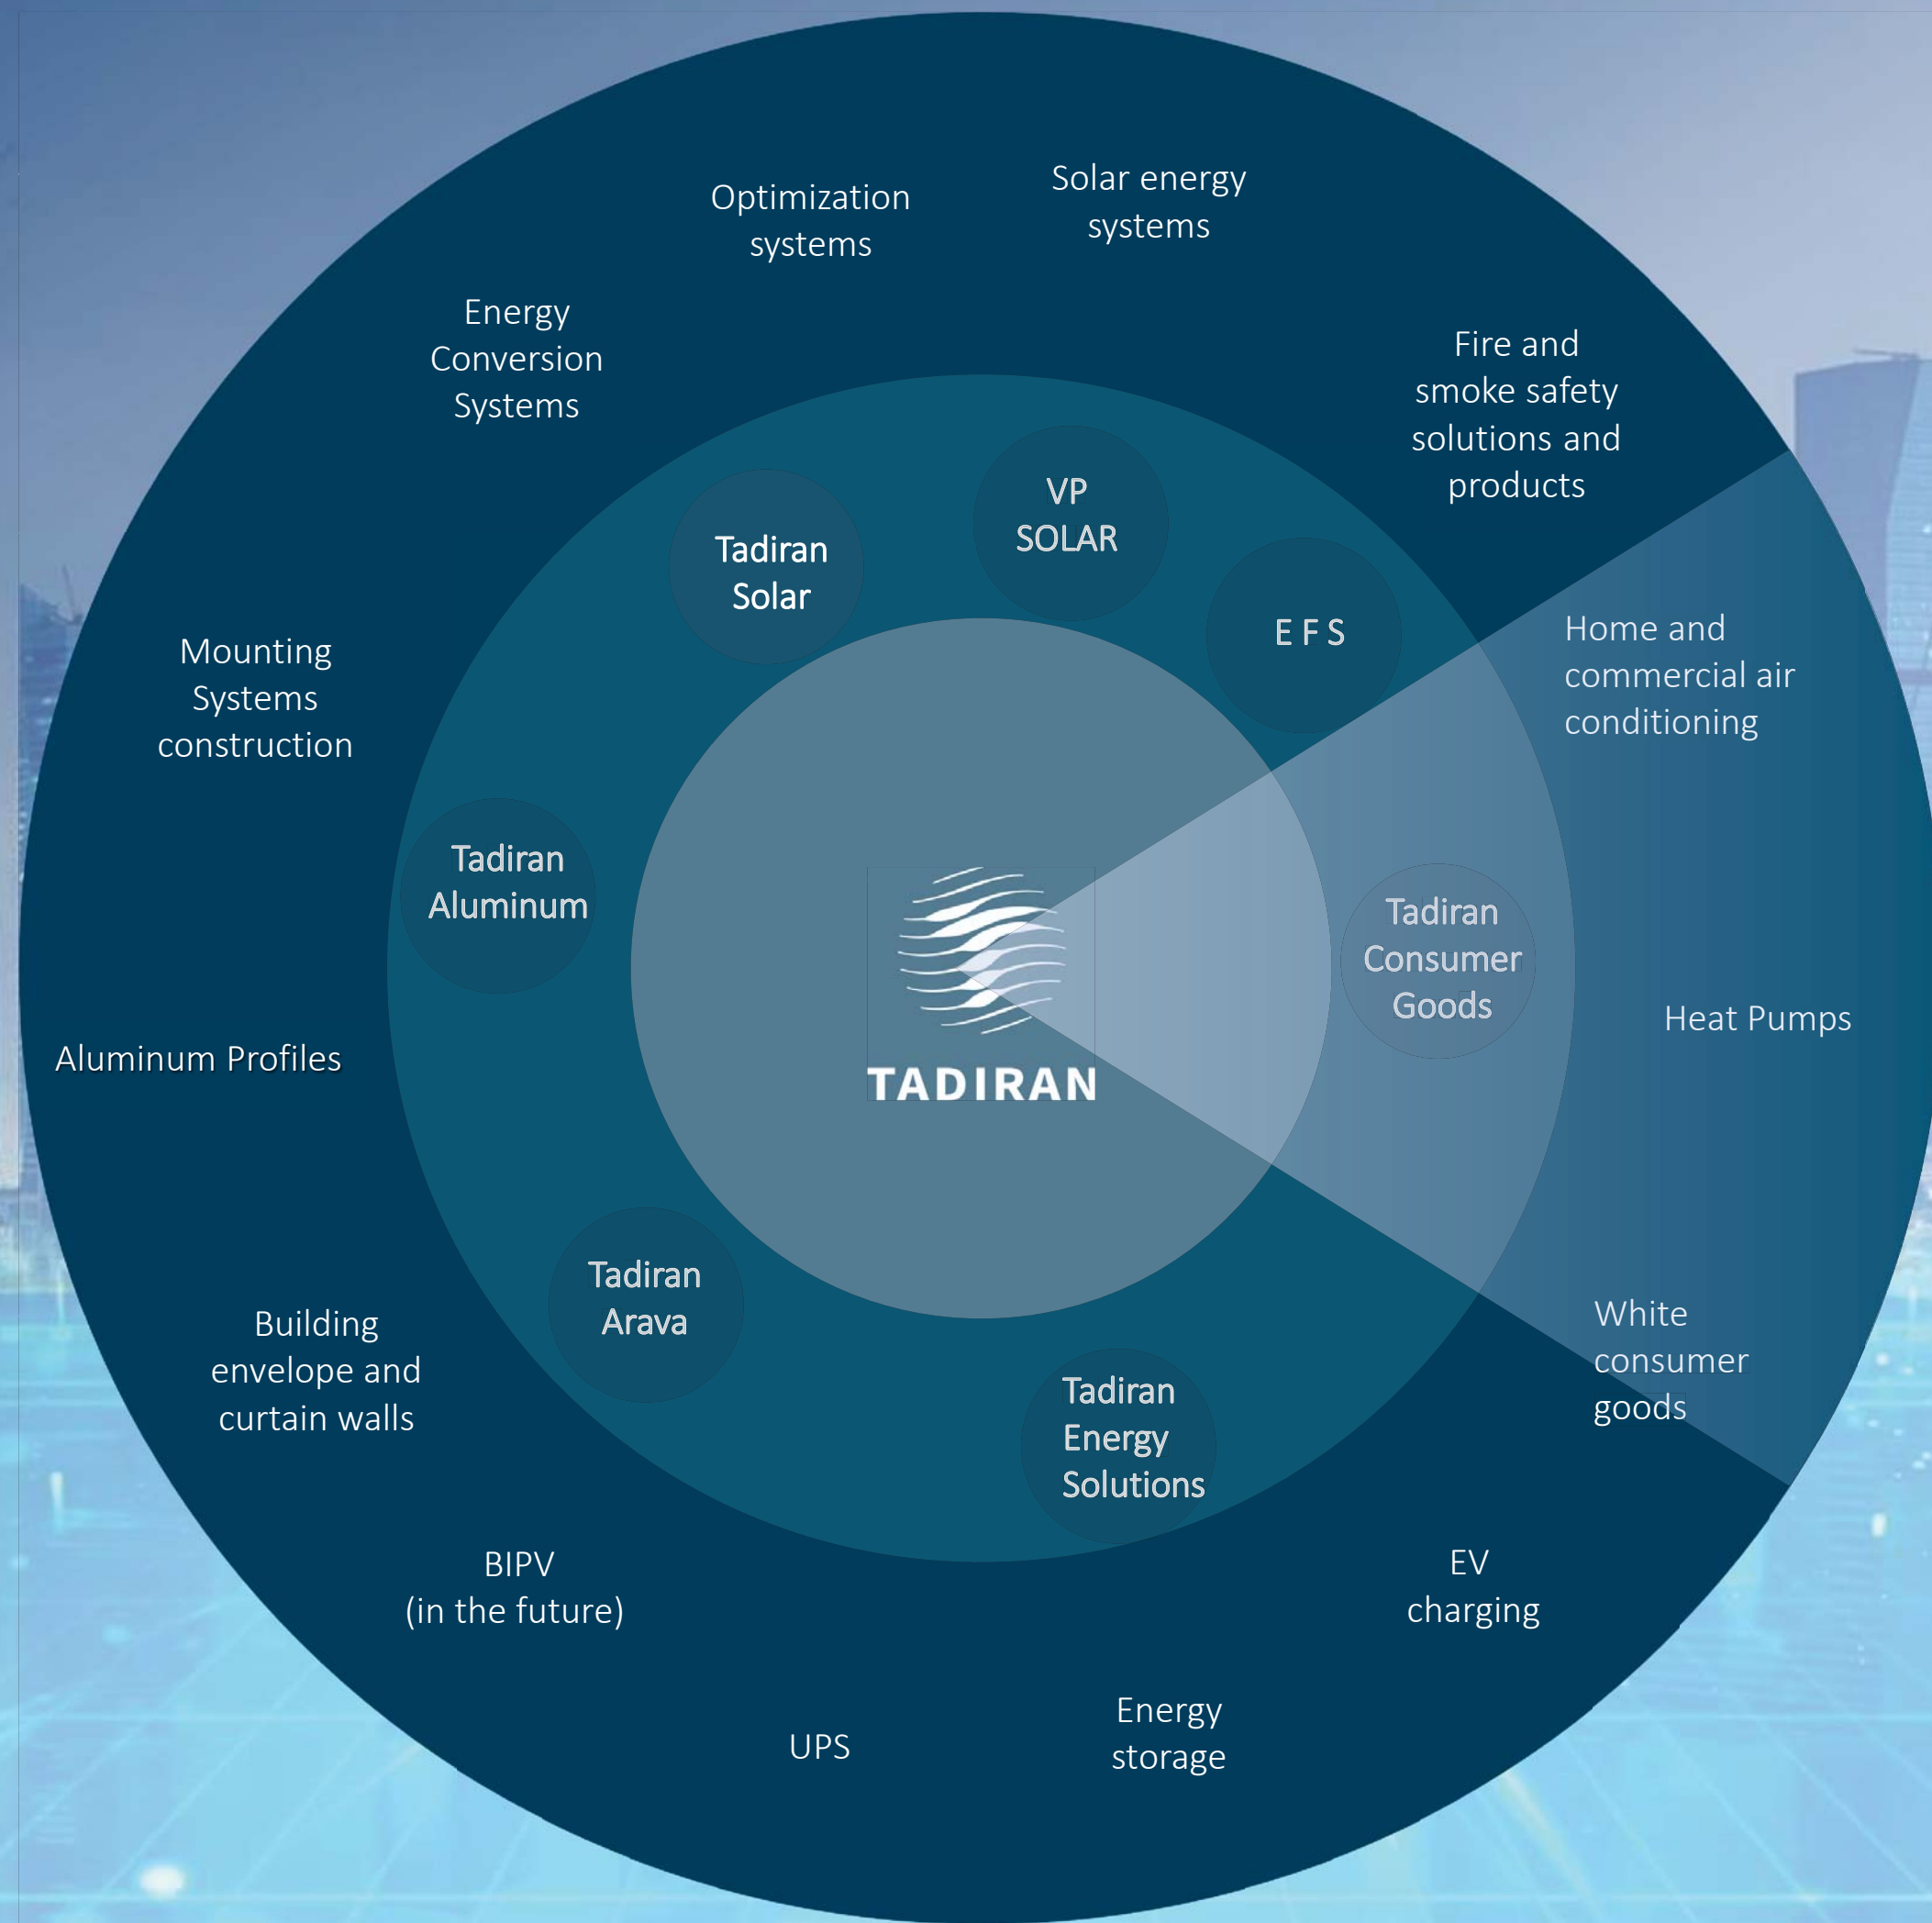 Solar energy
systems
Optimization
systems
Energy
Conversion
Systems
Fire and
smoke safety
solutions and
products
VP
SOLAR
Tadiran
Solar
E F S
Home and
commercial air
conditioning
Mounting
Systems
construction
Tadiran
Aluminum
TADIRAN
Tadiran
Consumer
Goods
Heat Pumps
Aluminum Profiles
Tadiran
Arava
Building
envelope and
curtain walls
Tadiran
Energy
Solutions
White
consumer
goods
BIPV
(in the future)
EV
charging
UPS
Energy
storage